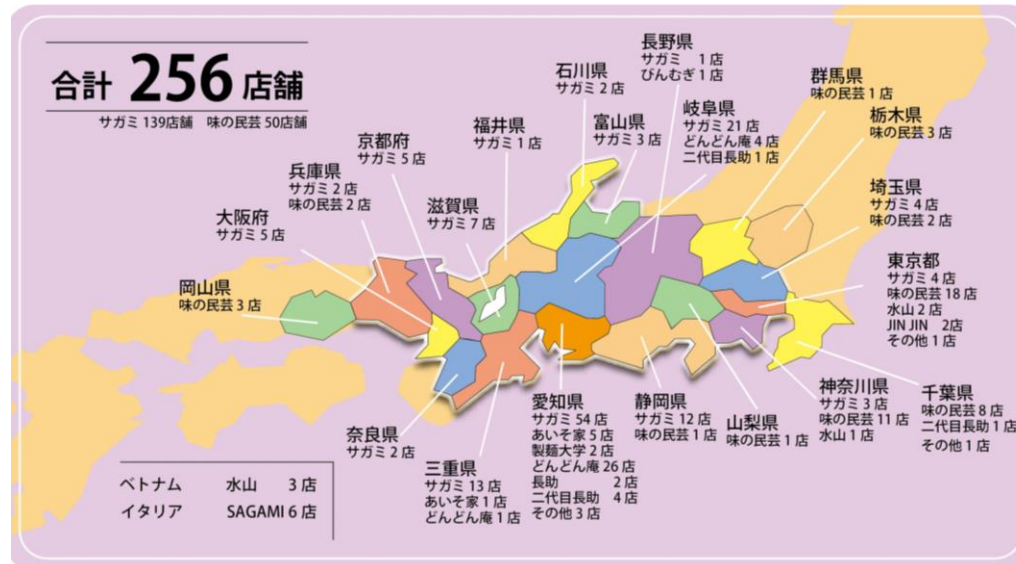 合計 256 店舗
サガミ 139店舗 味の民芸 50店舗
長野県
サガミ 1 店
びんむぎ 1 店
石川県
サガミ 2 店
群馬県
味の民芸 1 店
栃木県
味の民芸 3 店
岐阜県
サガミ 21 店
どんどん庵 4 店
二代目長助 1 店
富山県
サガミ 3 店
福井県
サガミ 1 店
京都府
サガミ 5 店
兵庫県
サガミ 2 店
味の民芸 2 店
滋賀県
サガミ 7 店
大阪府
サガミ 5 店
埼玉県
サガミ 4 店
味の民芸 2 店
岡山県
味の民芸 3 店
東京都
サガミ 4 店
味の民芸 18 店
水山 2 店
JIN JIN 2店
その他 1 店
奈良県
サガミ 2 店
三重県
サガミ 13 店
あいそ家 1 店
どんどん庵 1 店
愛知県
サガミ 54 店
あいそ家 5 店
製麺大学 2 店
どんどん庵 26 店
長助 2 店
二代目長助 4 店
その他 3 店
静岡県
サガミ 12 店
味の民芸 1 店
山梨県
味の民芸 1 店
神奈川県
サガミ 3 店
味の民芸 11 店
水山 1 店
千葉県
味の民芸 8 店
二代目長助 1 店
その他 1 店
ベトナム 水山 3 店
イタリア SAGAMI 6 店